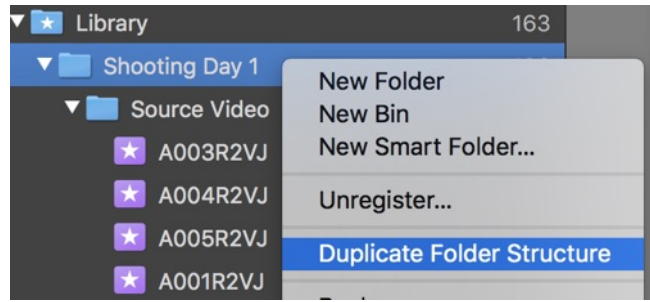 Library 163
Shooting Day 1
Source Video
A003R2VJ
A004R2VJ
A005R2VJ
A001R2VJ
New Folder
New Bin
New Smart Folder...
Unregister...
Duplicate Folder Structure